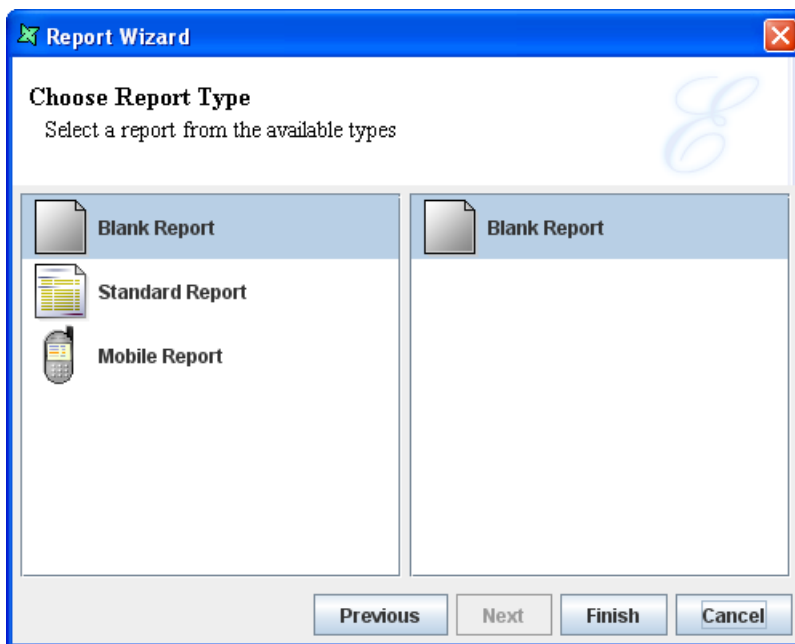 Report Wizard
Choose Report Type
Select a report from the available types
Blank Report
Standard Report
Mobile Report
Blank Report
Previous Next Finish Cancel